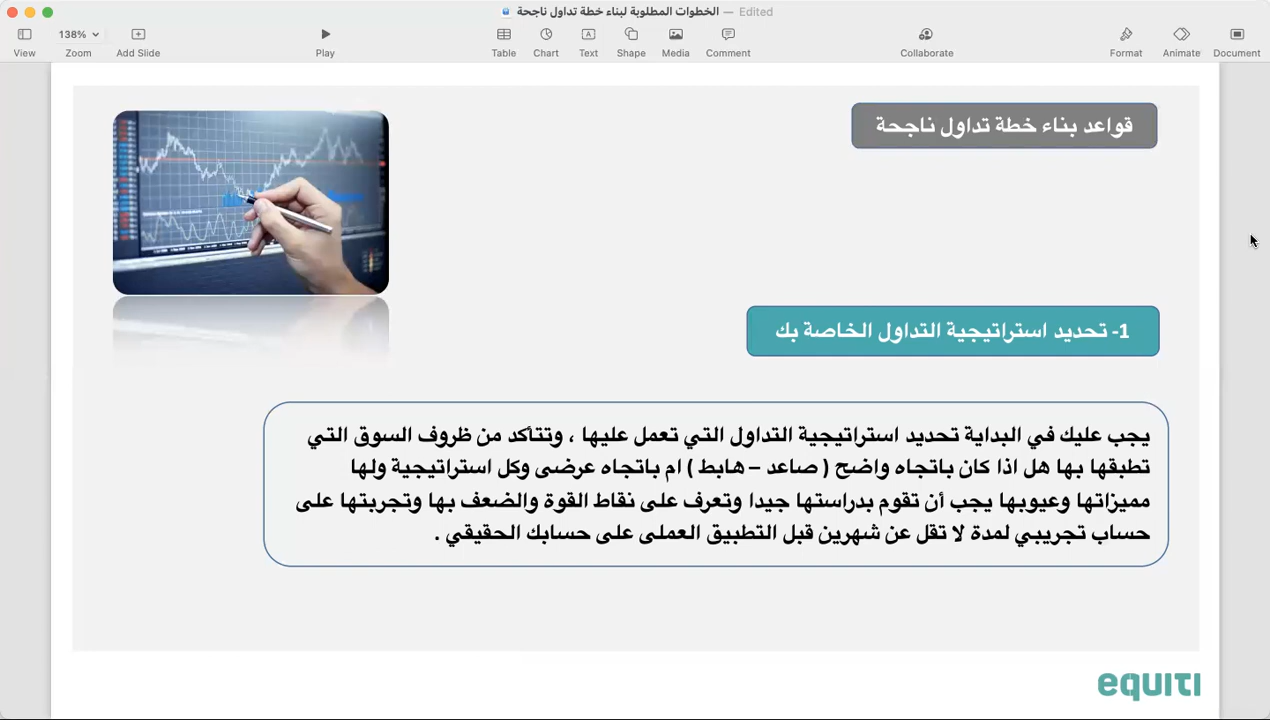 الخطوات المطلوبة لبناء خطة تداول ناجحة — Edited
View
138%
Zoom
Add Slide
Play
Table
Chart
Text
Shape
Media
Comment
Collaborate
Format
Animate
Document
قواعد بناء خطة تداول ناجحة
1- تحديد استراتيجية التداول الخاصة بك
يجب عليك في البداية تحديد استراتيجية التداول التي تعمل عليها ، وتتأكد من ظروف السوق التي
تطبقها بها هل اذا كان باتجاه واضح ( صاعد – هابط ) ام باتجاه عرضى وكل استراتيجية ولها
مميزاتها وعيوبها يجب أن تقوم بدراستها جيدا وتعرف على نقاط القوة والضعف بها وتجربتها على
حساب تجريبي لمدة لا تقل عن شهرين قبل التطبيق العملى على حسابك الحقيقي .
equiti